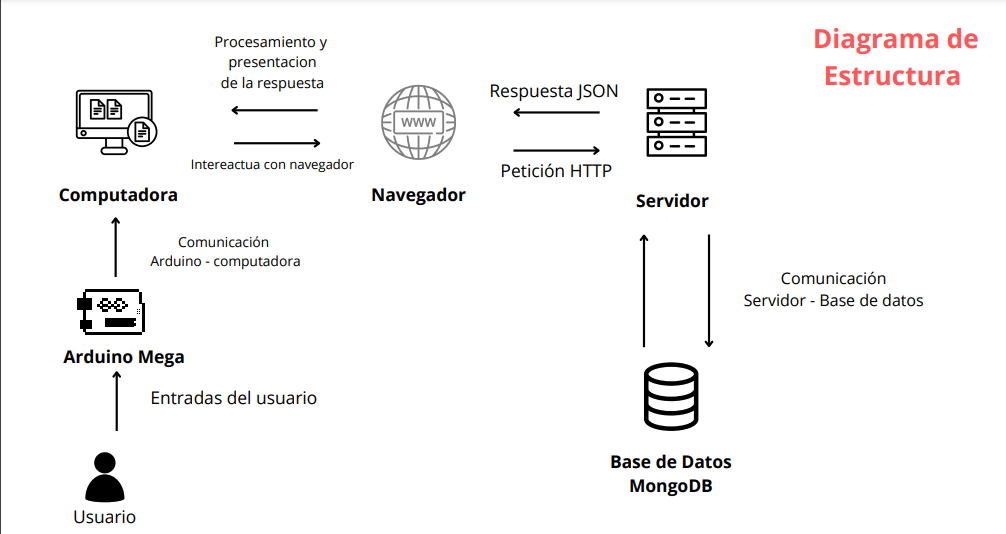 Diagrama de
Estructura
Procesamiento y
presentacion
de la respuesta
Intereactua con navegador
Respuesta JSON
Petición HTTP
www
Computadora
Navegador
Servidor
Comunicación
Arduino - computadora
Comunicación
Servidor - Base de datos
Arduino Mega
Entradas del usuario
Usuario
Base de Datos
MongoDB